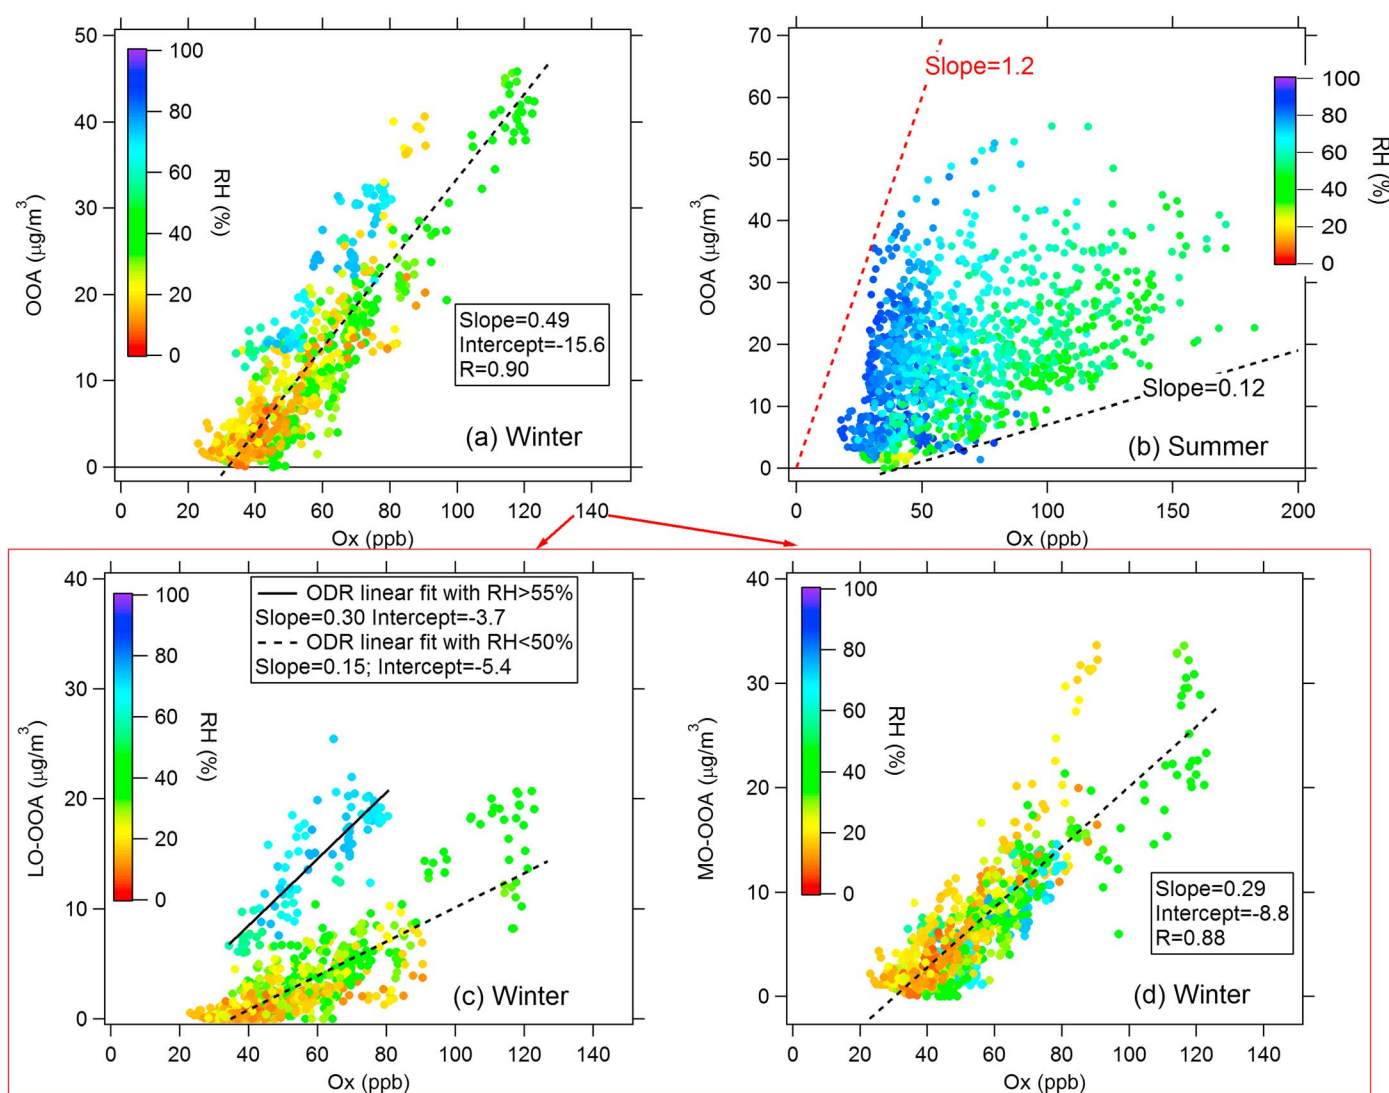 50
40
30
20
10
0
OOA (μg/m³)
100
80
60
40
20
0
RH (%)
Slope=0.49
Intercept=-15.6
R=0.90
(a) Winter
0 20 40 60 80 100 120 140
Ox (ppb)
70
60
50
40
30
20
10
0
OOA (μg/m³)
Slope=1.2
100
80
60
40
20
0
RH (%)
Slope=0.12
(b) Summer
0 50 100 150 200
Ox (ppb)
40
30
20
10
0
LO-OOA (μg/m³)
100
80
60
40
20
0
RH (%)
ODR linear fit with RH>55%
Slope=0.30 Intercept=-3.7
ODR linear fit with RH<50%
Slope=0.15; Intercept=-5.4
(c) Winter
0 20 40 60 80 100 120 140
Ox (ppb)
40
30
20
10
0
MO-OOA (μg/m³)
100
80
60
40
20
0
RH (%)
Slope=0.29
Intercept=-8.8
R=0.88
(d) Winter
0 20 40 60 80 100 120 140
Ox (ppb)